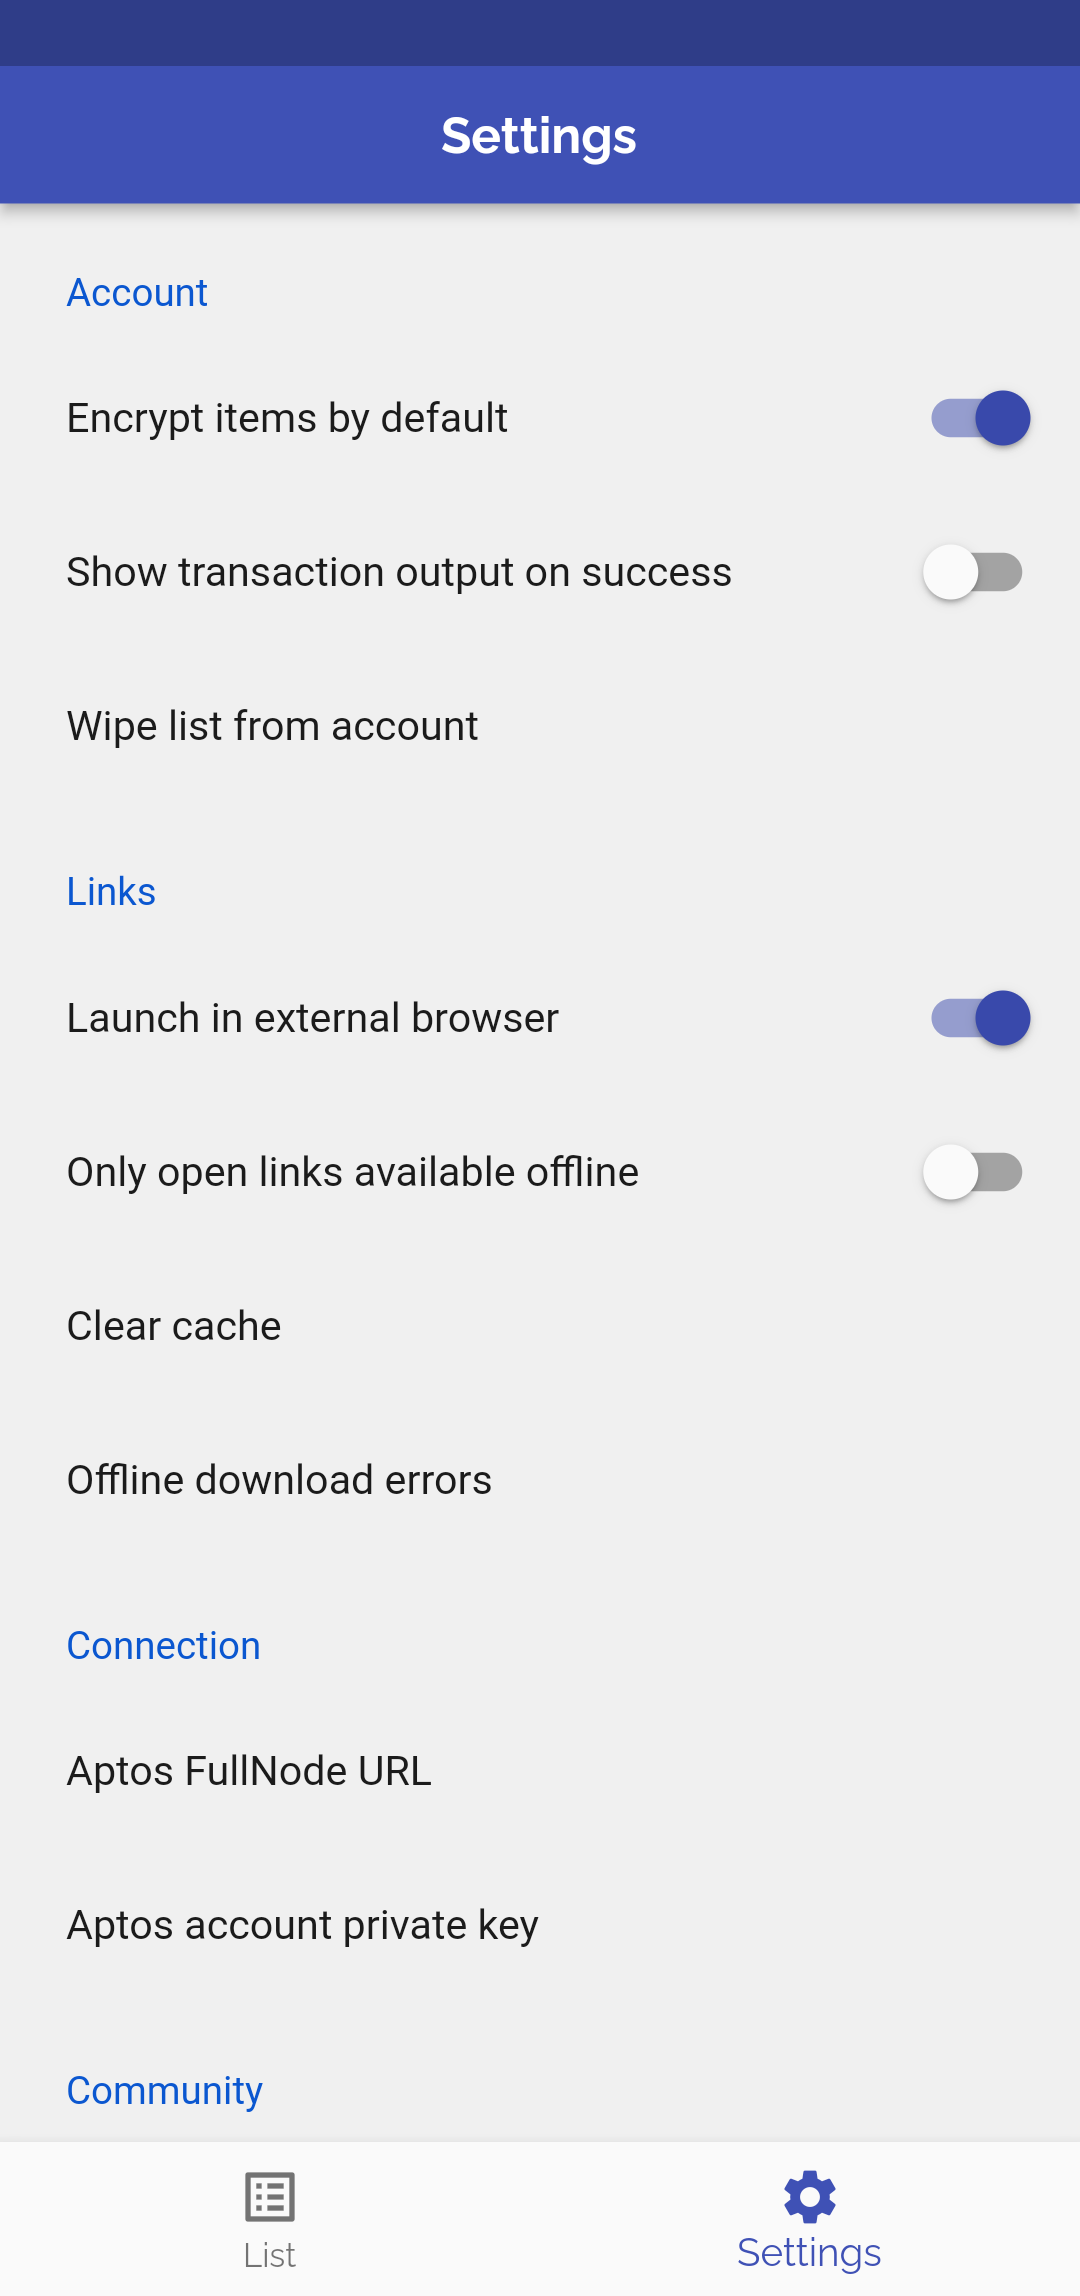 Settings
Account
Encrypt items by default
Show transaction output on success
Wipe list from account
Links
Launch in external browser
Only open links available offline
Clear cache
Offline download errors
Connection
Aptos FullNode URL
Aptos account private key
Community
List
Settings